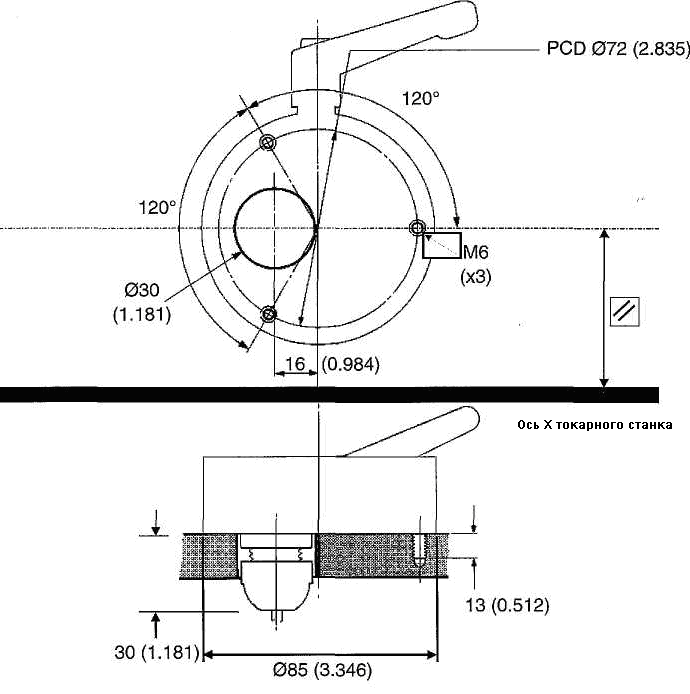 PCD Ø72 (2.835)
120°
120°
M6
(x3)
Ø30
(1.181)
16 (0.984)
Ось X токарного станка
13 (0.512)
30 (1.181)
Ø85 (3.346)